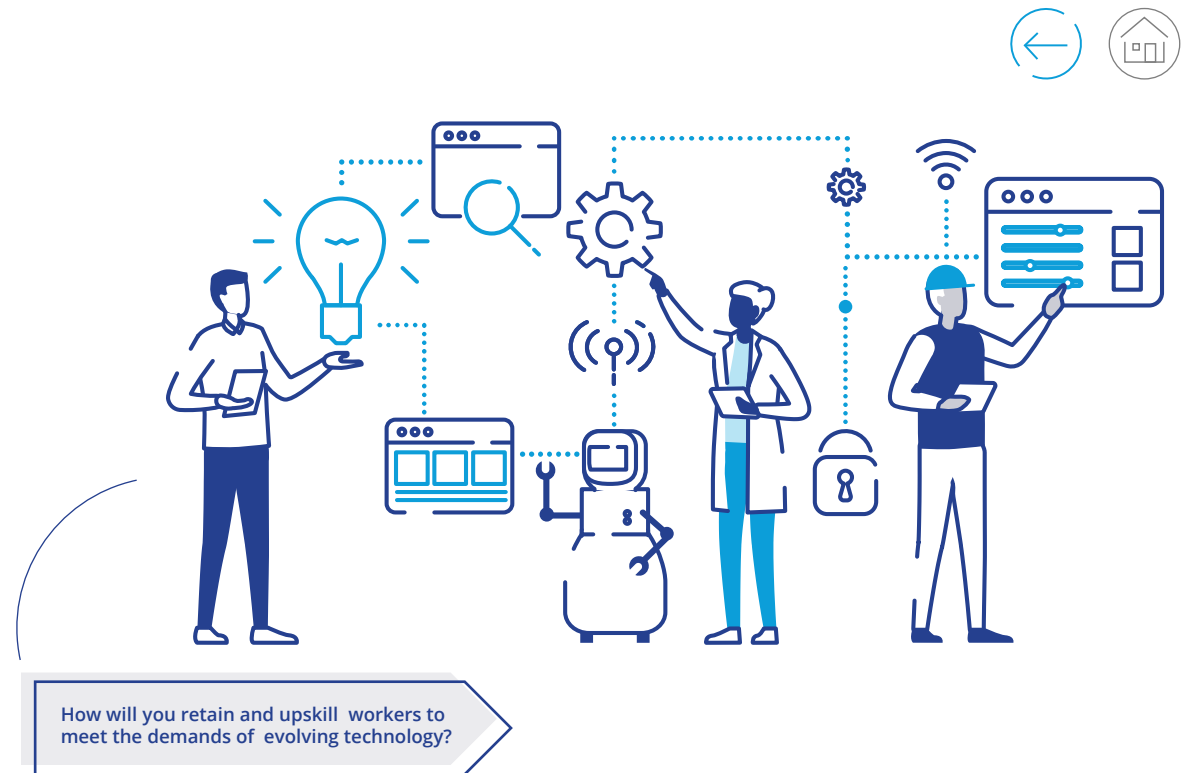 How will you retain and upskill  workers to
meet the demands of  evolving technology?